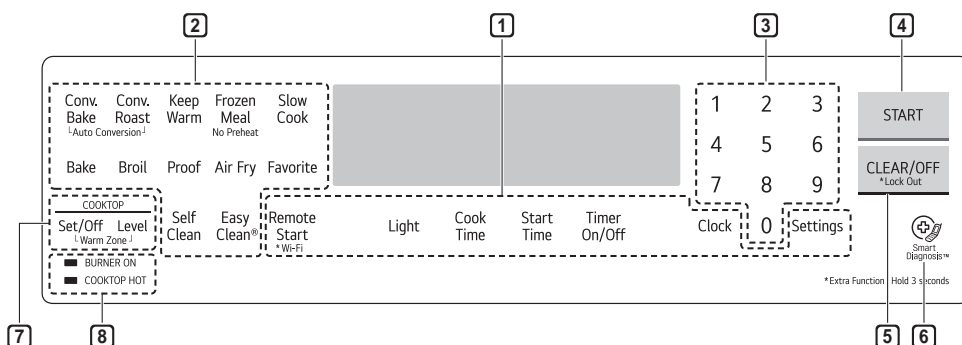 2 1 3 4
Conv. Bake Conv. Roast Keep Warm Frozen Meal Slow Cook
└Auto Conversion┘ No Preheat
1 2 3
START
4 5 6
Bake Broil Proof Air Fry Favorite
CLEAR/OFF
*Lock Out
7 8 9
COOKTOP
Set/Off Level
└Warm Zone┘
Self Clean Easy Clean®
Remote Start
*Wi-Fi
Light Cook Time Start Time Timer On/Off
Clock 0 Settings
Smart Diagnosis™
BURNER ON
COOKTOP HOT
*Extra Function : Hold 3 seconds
7 8 5 6